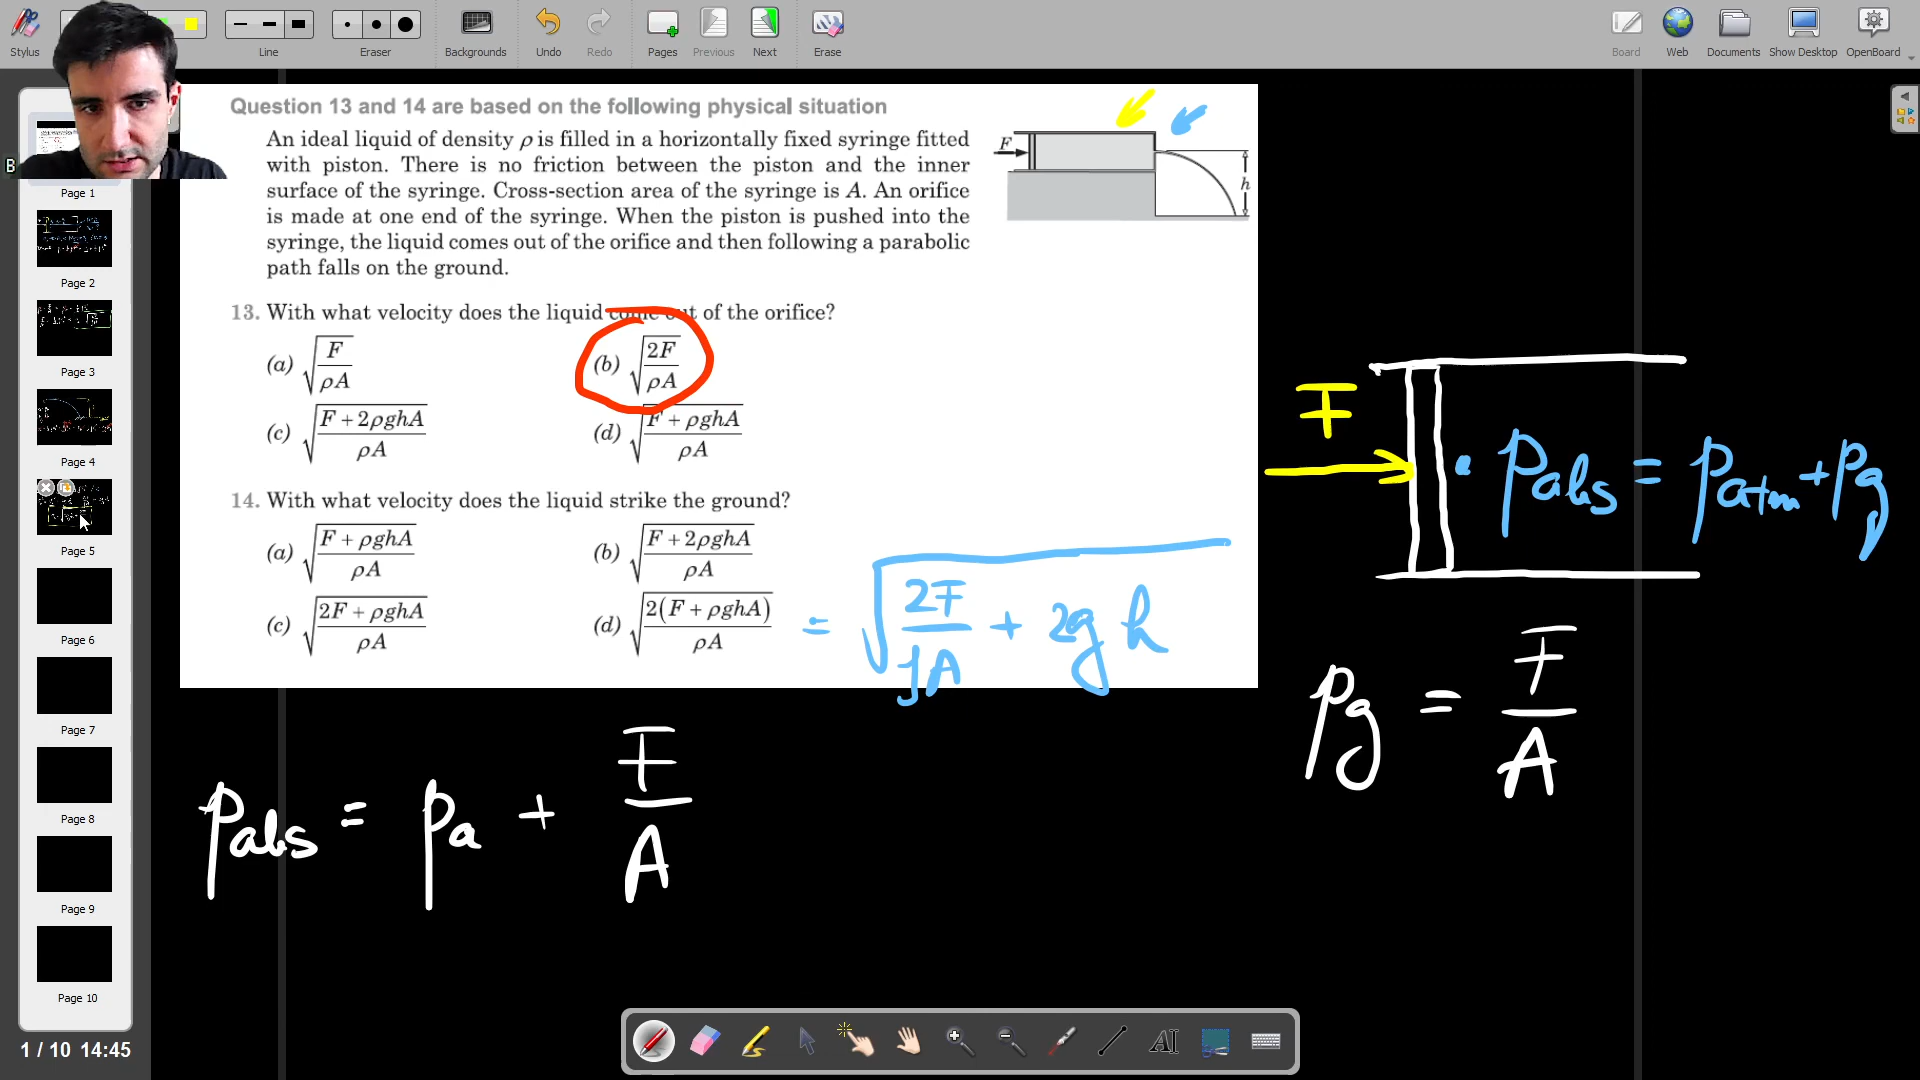 Stylus
Line
Eraser
Backgrounds
Undo
Redo
Pages
Previous
Next
Erase
Board
Web
Documents
Show Desktop
OpenBoard
B
Page 1
Page 2
Page 3
Page 4
Page 5
Page 6
Page 7
Page 8
Page 9
Page 10
1 / 10 14:45
Question 13 and 14 are based on the following physical situation
An ideal liquid of density ρ is filled in a horizontally fixed syringe fitted
with piston. There is no friction between the piston and the inner
surface of the syringe. Cross-section area of the syringe is A. An orifice
is made at one end of the syringe. When the piston is pushed into the
syringe, the liquid comes out of the orifice and then following a parabolic
path falls on the ground.
F
h
13. With what velocity does the liquid come out of the orifice?
(a) √(F/ρA)
(b) √(2F/ρA)
(c) √((F + 2ρghA)/ρA)
(d) √((F + ρghA)/ρA)
14. With what velocity does the liquid strike the ground?
(a) √((F + ρghA)/ρA)
(b) √((F + 2ρghA)/ρA)
(c) √((2F + ρghA)/ρA)
(d) √(2(F + ρghA)/ρA)
= √(2F/ρA + 2gh)
F
Pabs = Patm + Pg
Pg = F/A
Pabs = Pa + F/A
AI